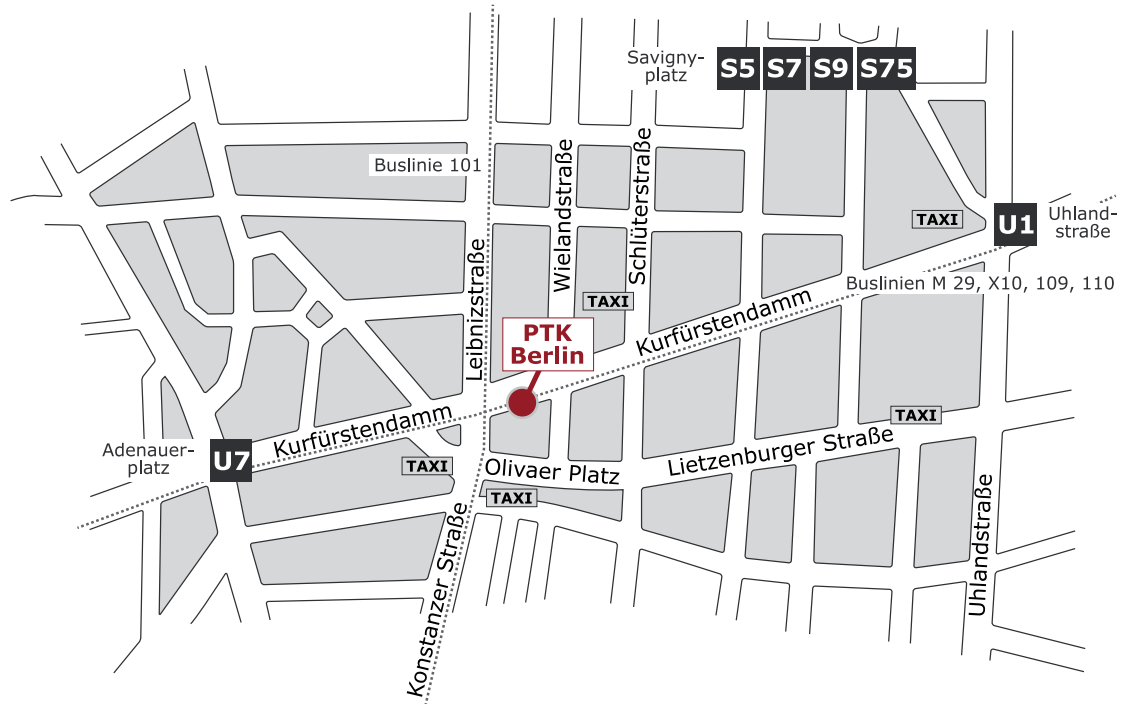 Savigny-
platz
S5 S7 S9 S75
Buslinie 101
Wielandstraße
Schlüterstraße
TAXI
U1
Uhland-
straße
Leibnizstraße
TAXI
Buslinien M 29, X10, 109, 110
PTK
Berlin
Kurfürstendamm
Kurfürstendamm
TAXI
Adenauer-
platz
U7
TAXI
Olivaer Platz
Lietzenburger Straße
TAXI
Konstanzer Straße
Uhlandstraße